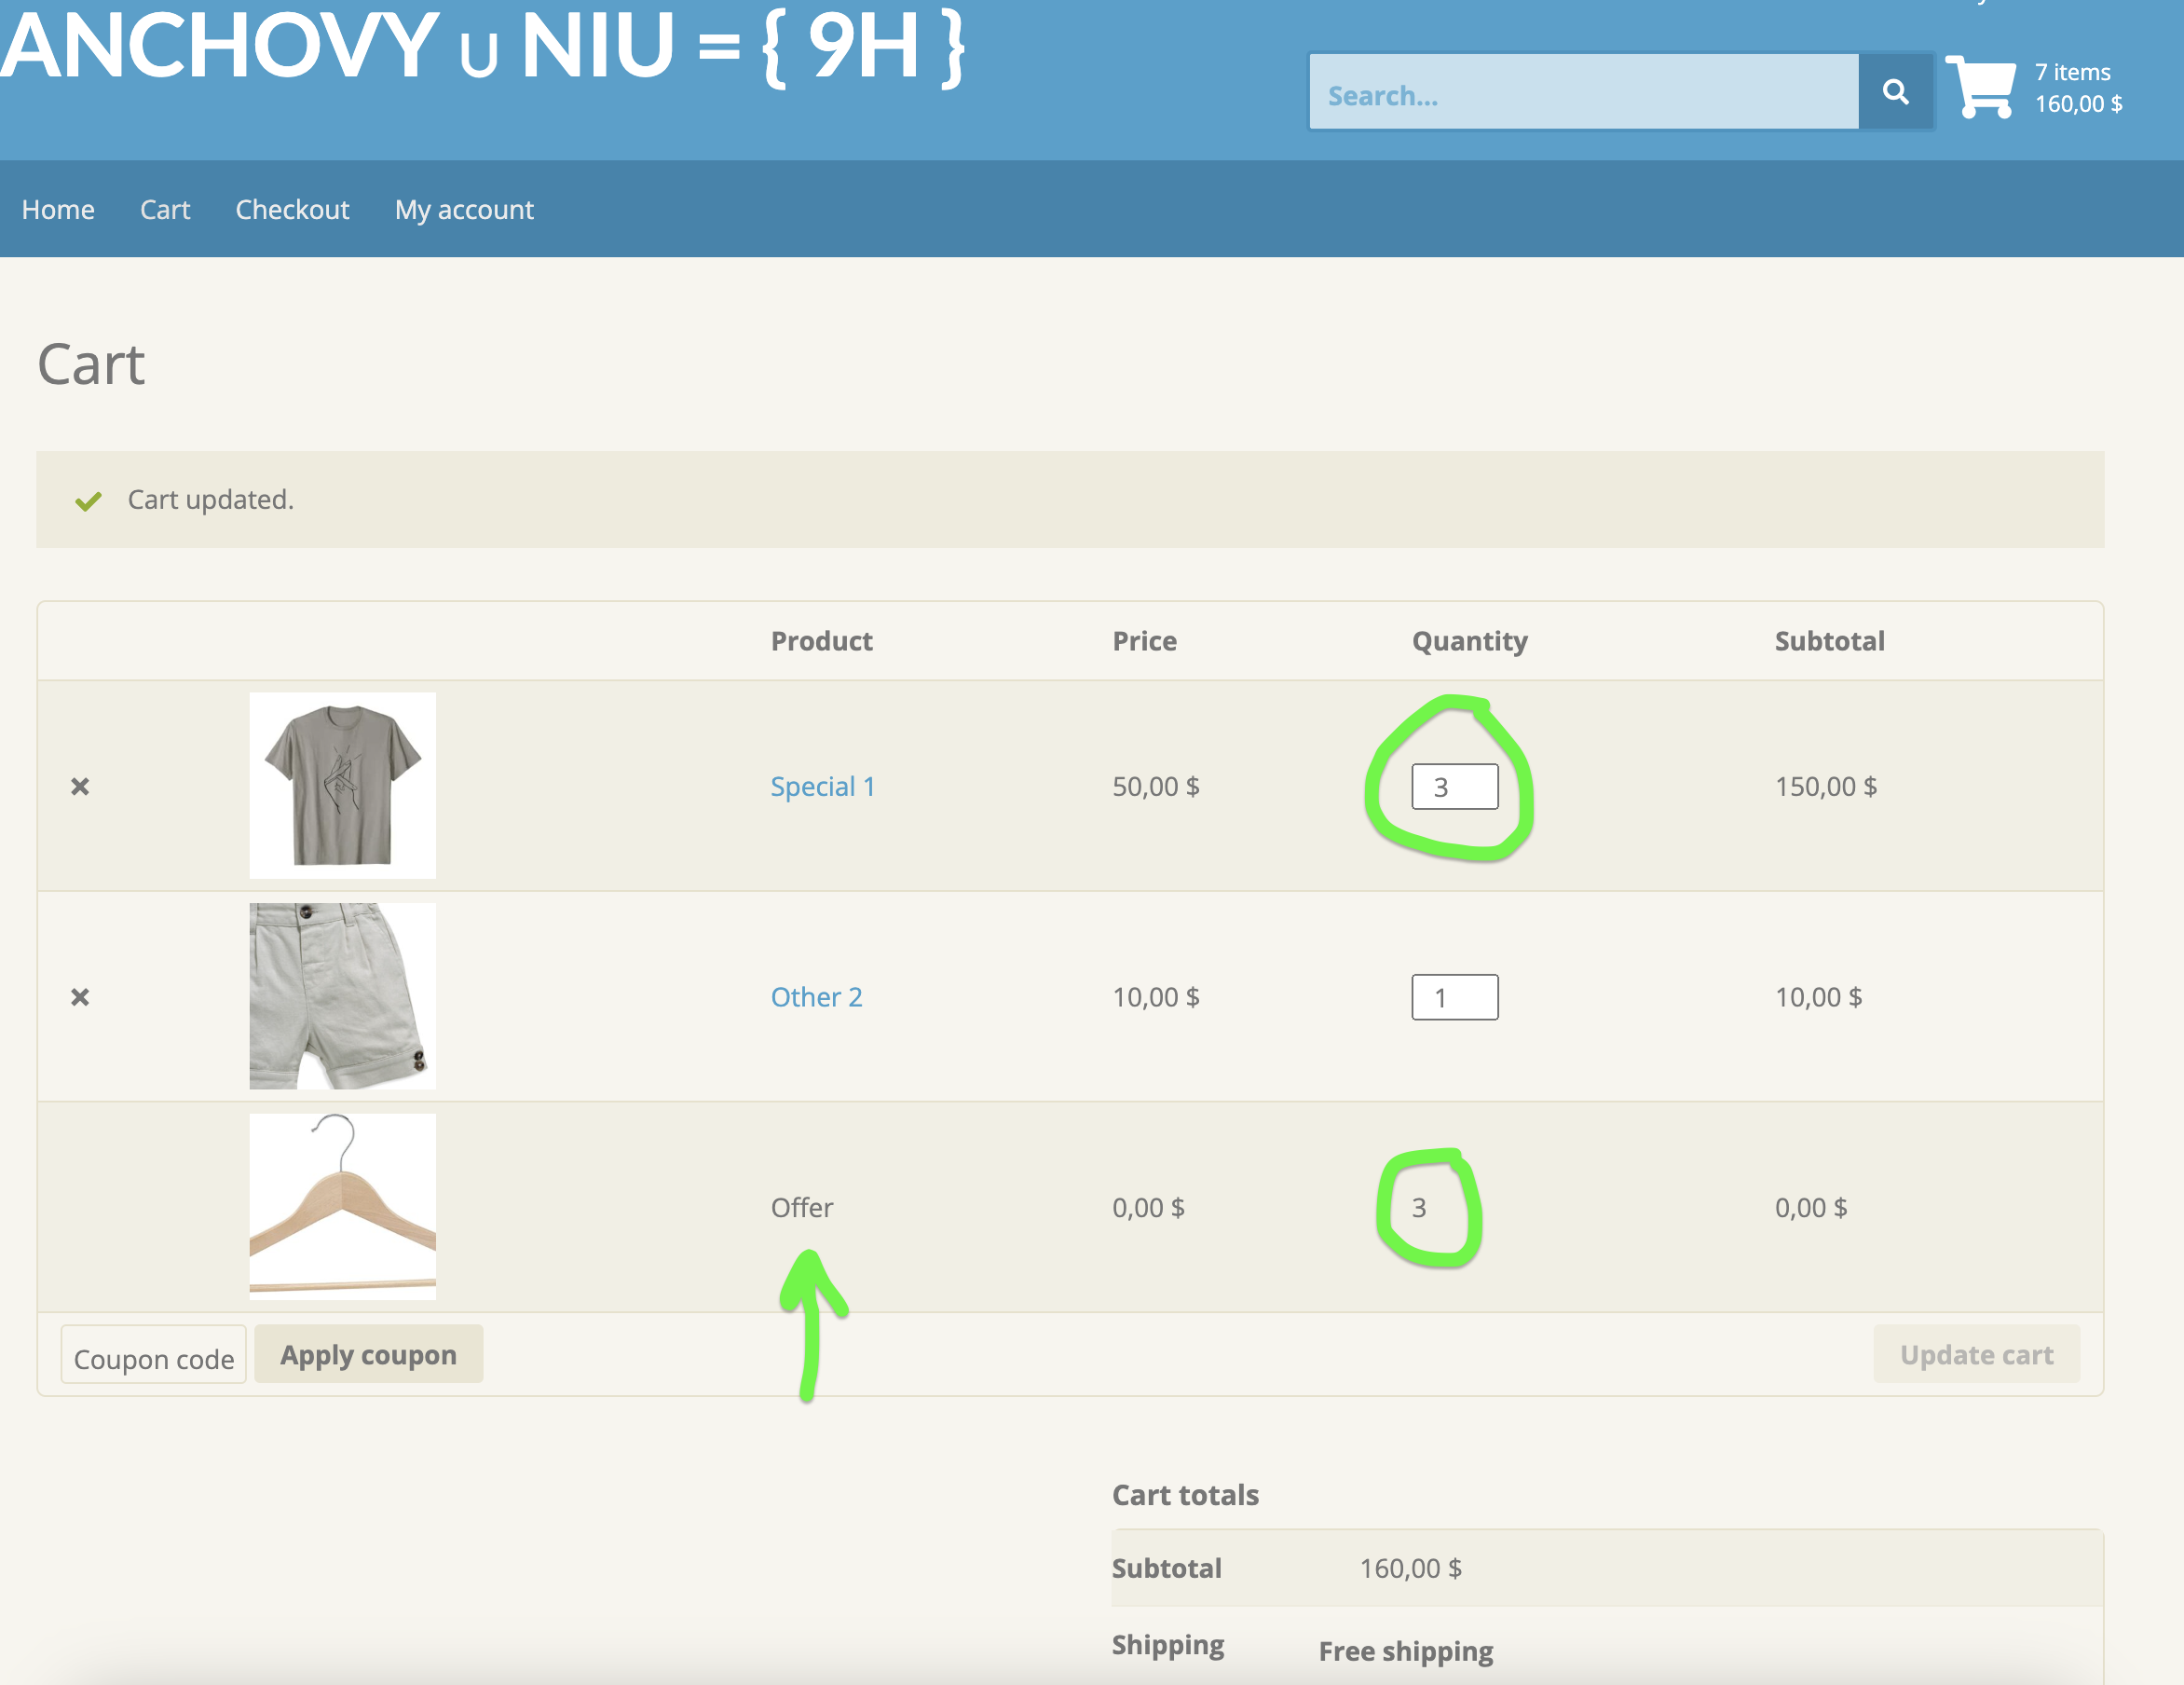 ANCHOVY ∪ NIU = { 9H }
Search...
7 items
160,00 $
Home Cart Checkout My account
Cart
Cart updated.
Product Price Quantity Subtotal
Special 1 50,00 $ 3 150,00 $
Other 2 10,00 $ 1 10,00 $
Offer 0,00 $ 3 0,00 $
Coupon code Apply coupon Update cart
Cart totals
Subtotal 160,00 $
Shipping Free shipping